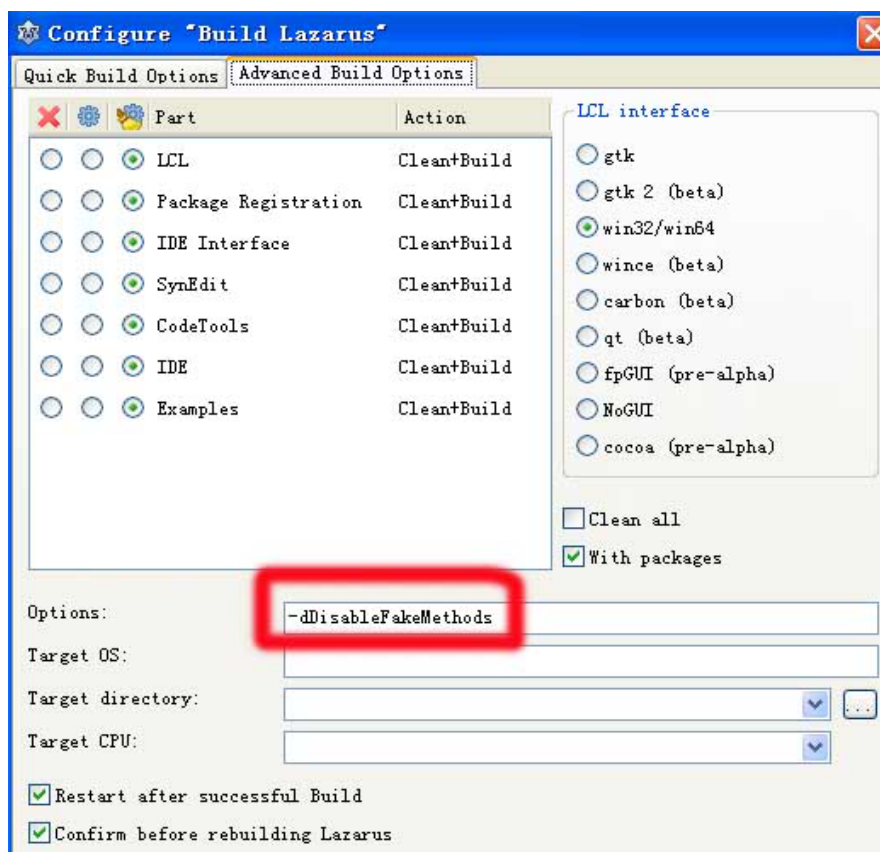 Configure "Build Lazarus"
Quick Build Options
Advanced Build Options
Part
Action
LCL
Clean+Build
Package Registration
Clean+Build
IDE Interface
Clean+Build
SynEdit
Clean+Build
CodeTools
Clean+Build
IDE
Clean+Build
Examples
Clean+Build
LCL interface
gtk
gtk 2 (beta)
win32/win64
wince (beta)
carbon (beta)
qt (beta)
fpGUI (pre-alpha)
NoGUI
cocoa (pre-alpha)
Clean all
With packages
Options:
-dDisableFakeMethods
Target OS:
Target directory:
...
Target CPU:
Restart after successful Build
Confirm before rebuilding Lazarus